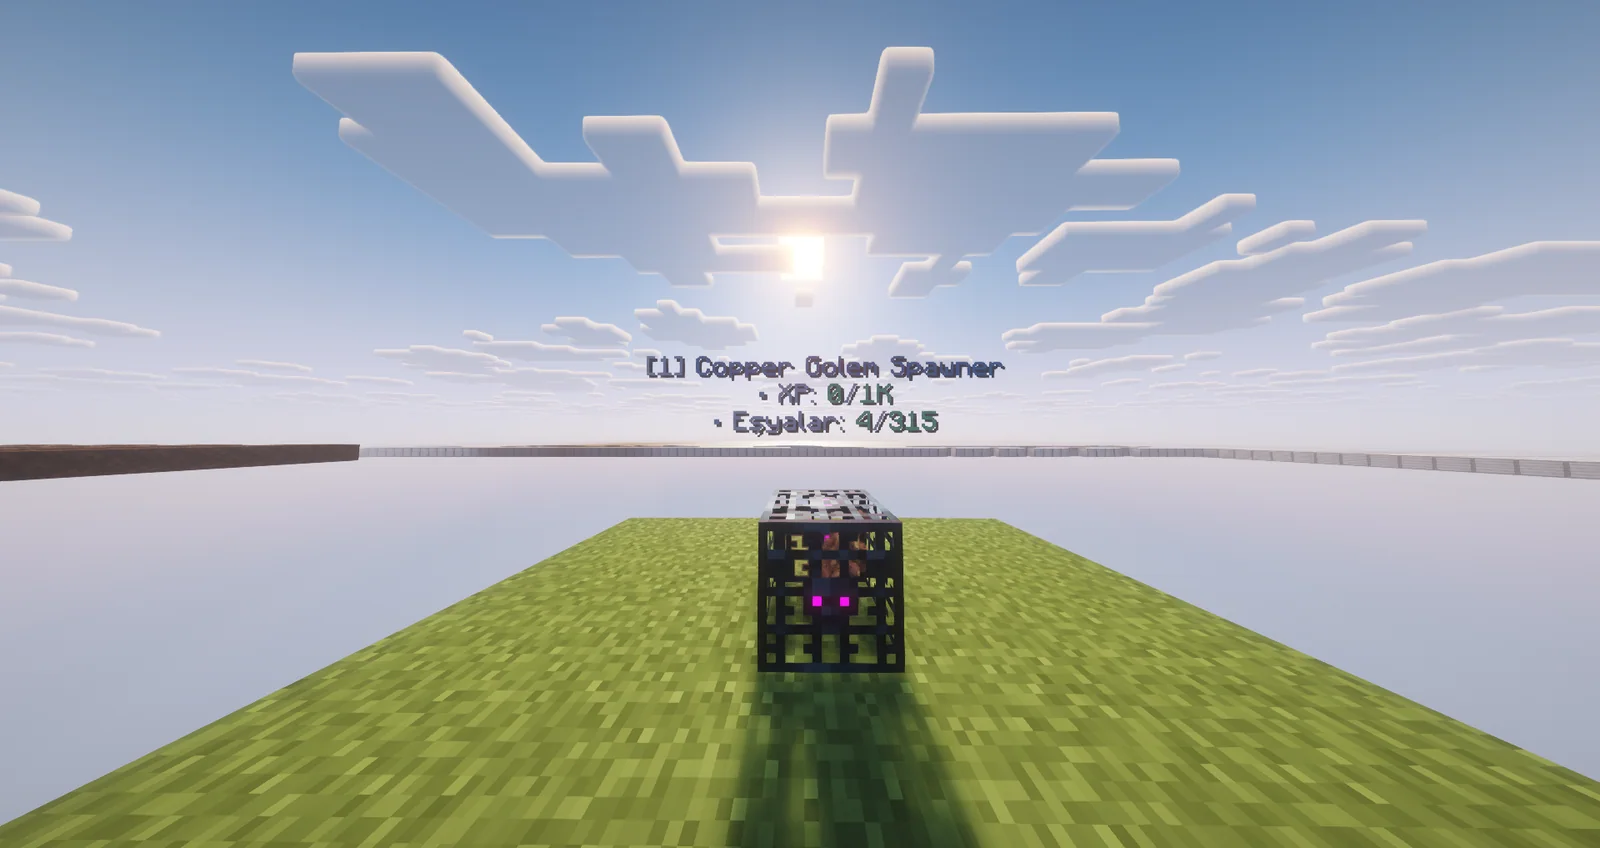 [1] Copper Golem Spawner
• XP: 0/1K
• Eşyalar: 4/315